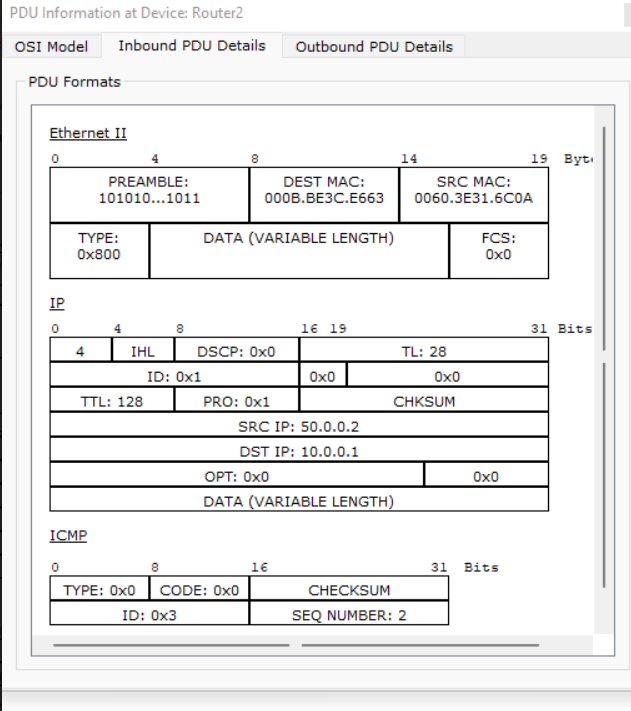 PDU Information at Device: Router2
OSI Model Inbound PDU Details Outbound PDU Details
PDU Formats
Ethernet II
0 4 8 14 19 Byte
PREAMBLE: DEST MAC: SRC MAC:
101010...1011 000B.BE3C.E663 0060.3E31.6C0A
TYPE: DATA (VARIABLE LENGTH) FCS:
0x800 0x0
IP
0 4 8 16 19 31 Bits
4 IHL DSCP: 0x0 TL: 28
ID: 0x1 0x0 0x0
TTL: 128 PRO: 0x1 CHKSUM
SRC IP: 50.0.0.2
DST IP: 10.0.0.1
OPT: 0x0 0x0
DATA (VARIABLE LENGTH)
ICMP
0 8 16 31 Bits
TYPE: 0x0 CODE: 0x0 CHECKSUM
ID: 0x3 SEQ NUMBER: 2